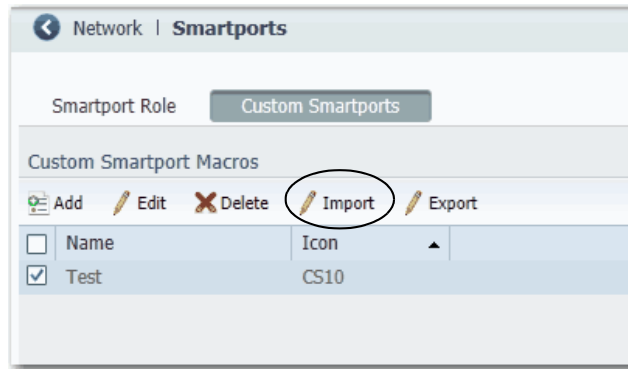 Network | Smartports
Smartport Role Custom Smartports
Custom Smartport Macros
Add Edit Delete Import Export
Name Icon
Test CS10